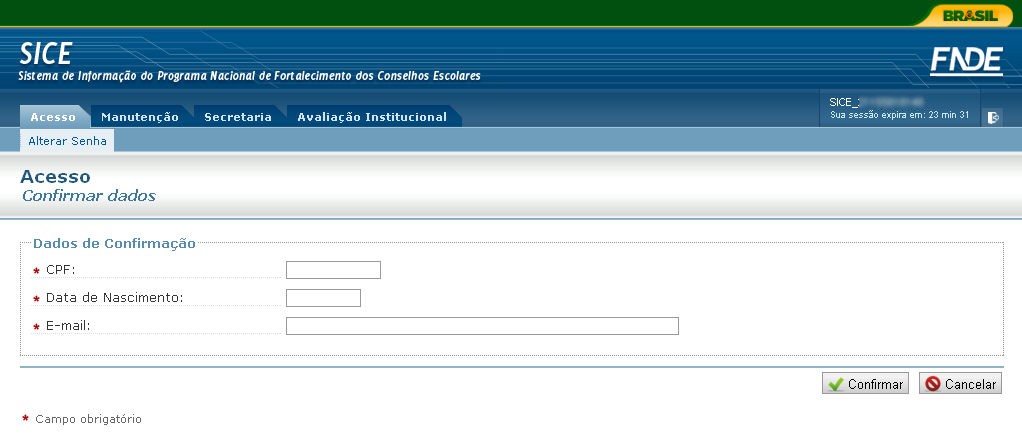 BRASIL
SICE
Sistema de Informação do Programa Nacional de Fortalecimento dos Conselhos Escolares
FNDE
Acesso Manutenção Secretaria Avaliação Institucional
SICE_
Sua sessão expira em: 23 min 31
Alterar Senha
Acesso
Confirmar dados
Dados de Confirmação
* CPF:
* Data de Nascimento:
* E-mail:
Confirmar Cancelar
* Campo obrigatório